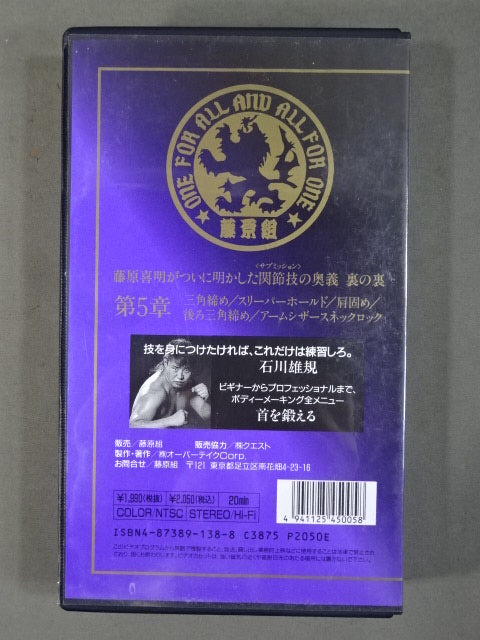 ONE FOR ALL AND ALL FOR ONE
藤原組
藤原喜明がついに明かした関節技の奥義 裏の裏
〈サブミッション〉
第5章
三角締め/スリーパーホールド/肩固め/
後ろ三角締め/アームシザースネックロック
技を身につけたければ、これだけは練習しろ。
石川雄規
ビギナーからプロフェッショナルまで、
ボディーメーキング全メニュー
首を鍛える
販売/藤原組 販売協力/㈱クエスト
製作・著作/㈱オーバーテイクCorp.
お問合せ/藤原組 〒121 東京都足立区南花畑4-23-16
¥1,990(税抜) ¥2,050(税込) 20min
COLOR/NTSC STEREO/Hi-Fi
4 941125 450058
ISBN4-87389-138-8 C3875 P2050E